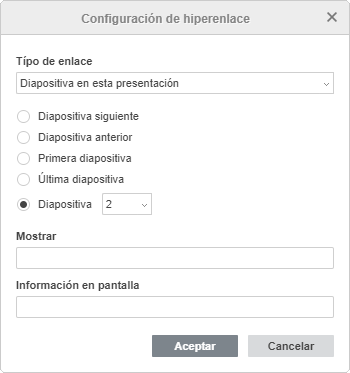 Configuración de hiperenlace
Típo de enlace
Diapositiva en esta presentación
Diapositiva siguiente
Diapositiva anterior
Primera diapositiva
Última diapositiva
Diapositiva 2
Mostrar
Información en pantalla
Aceptar Cancelar